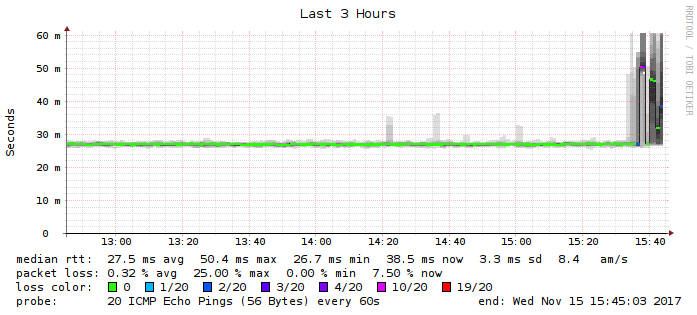 Last 3 Hours
RRDTOOL / TOBI OETIKER
Seconds
60 m
50 m
40 m
30 m
20 m
10 m
0
13:00 13:20 13:40 14:00 14:20 14:40 15:00 15:20 15:40
median rtt: 27.5 ms avg 50.4 ms max 26.7 ms min 38.5 ms now 3.3 ms sd 8.4 am/s
packet loss: 0.32 % avg 25.00 % max 0.00 % min 7.50 % now
loss color: 0 1/20 2/20 3/20 4/20 10/20 19/20
probe: 20 ICMP Echo Pings (56 Bytes) every 60s end: Wed Nov 15 15:45:03 2017